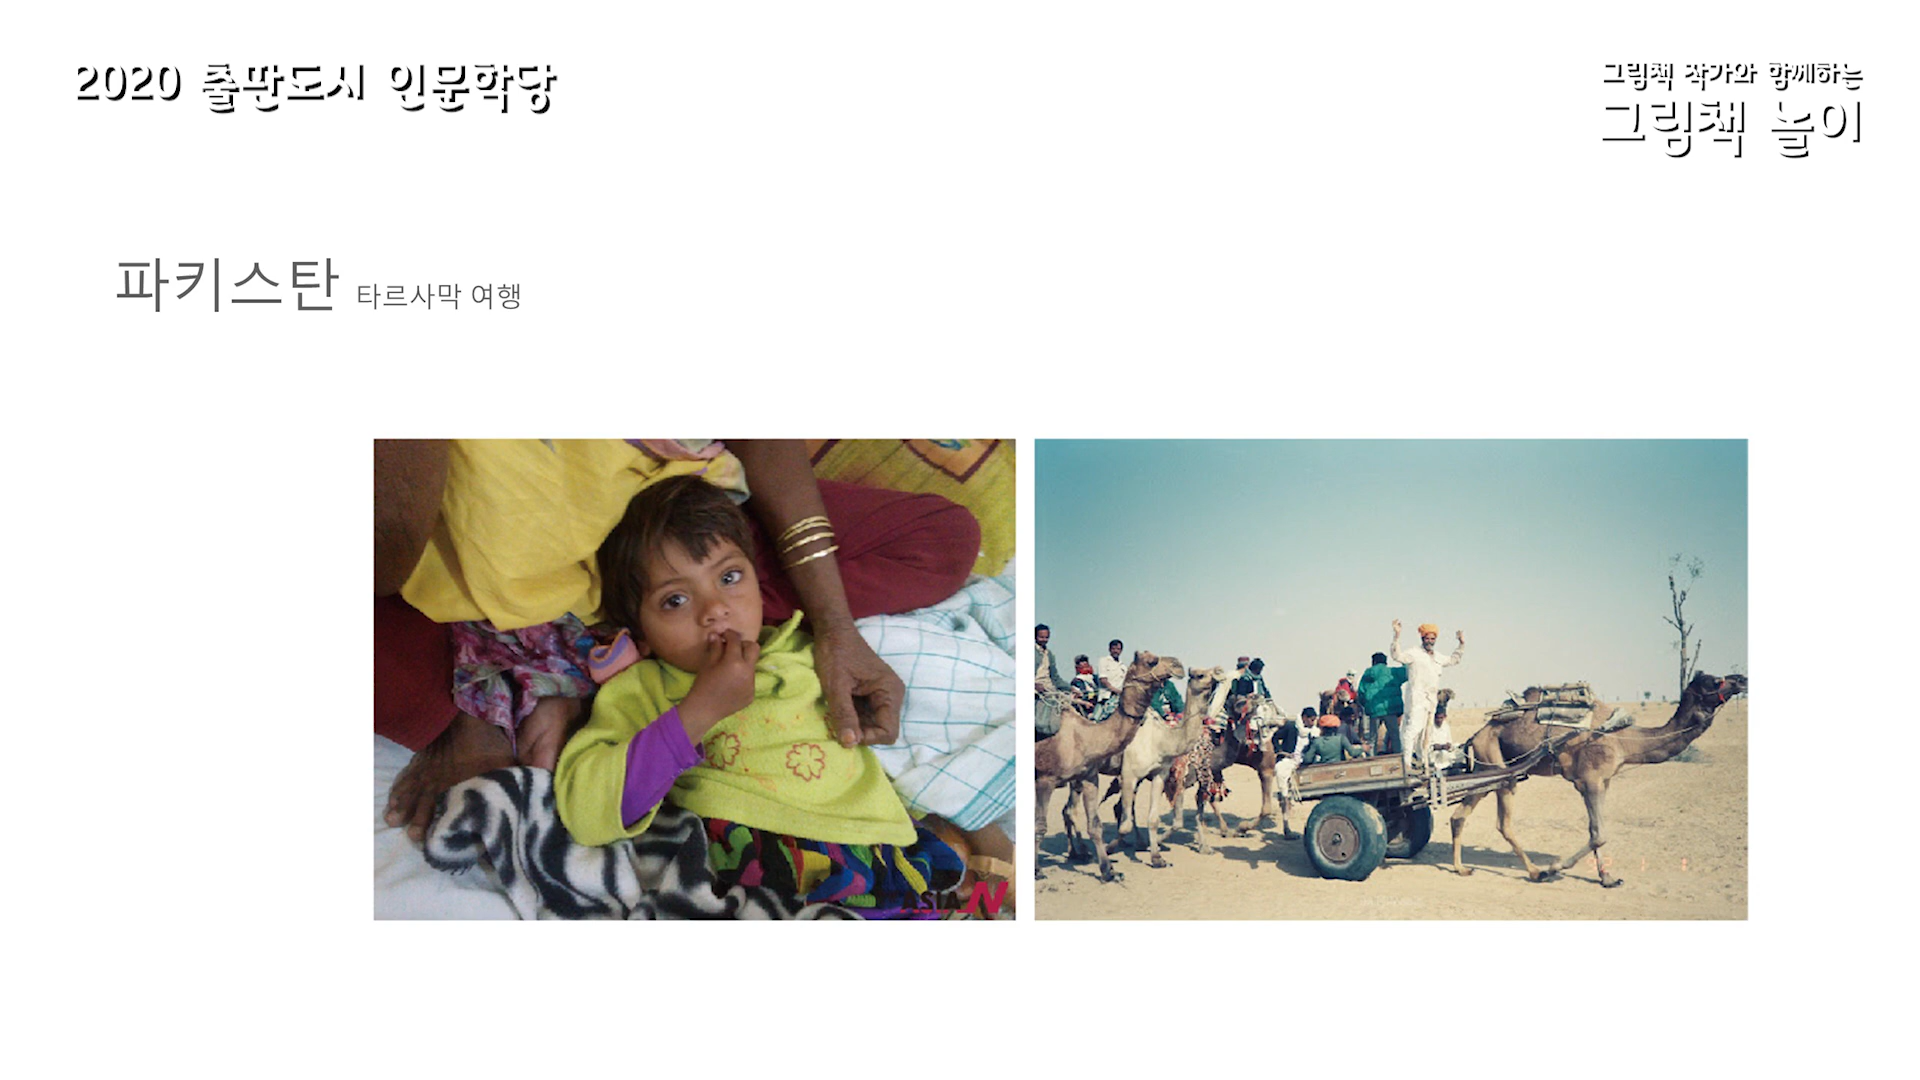 2020 출판도시 인문학당
그림책 작가와 함께하는
그림책 놀이
파키스탄 타르사막 여행
ASIA N